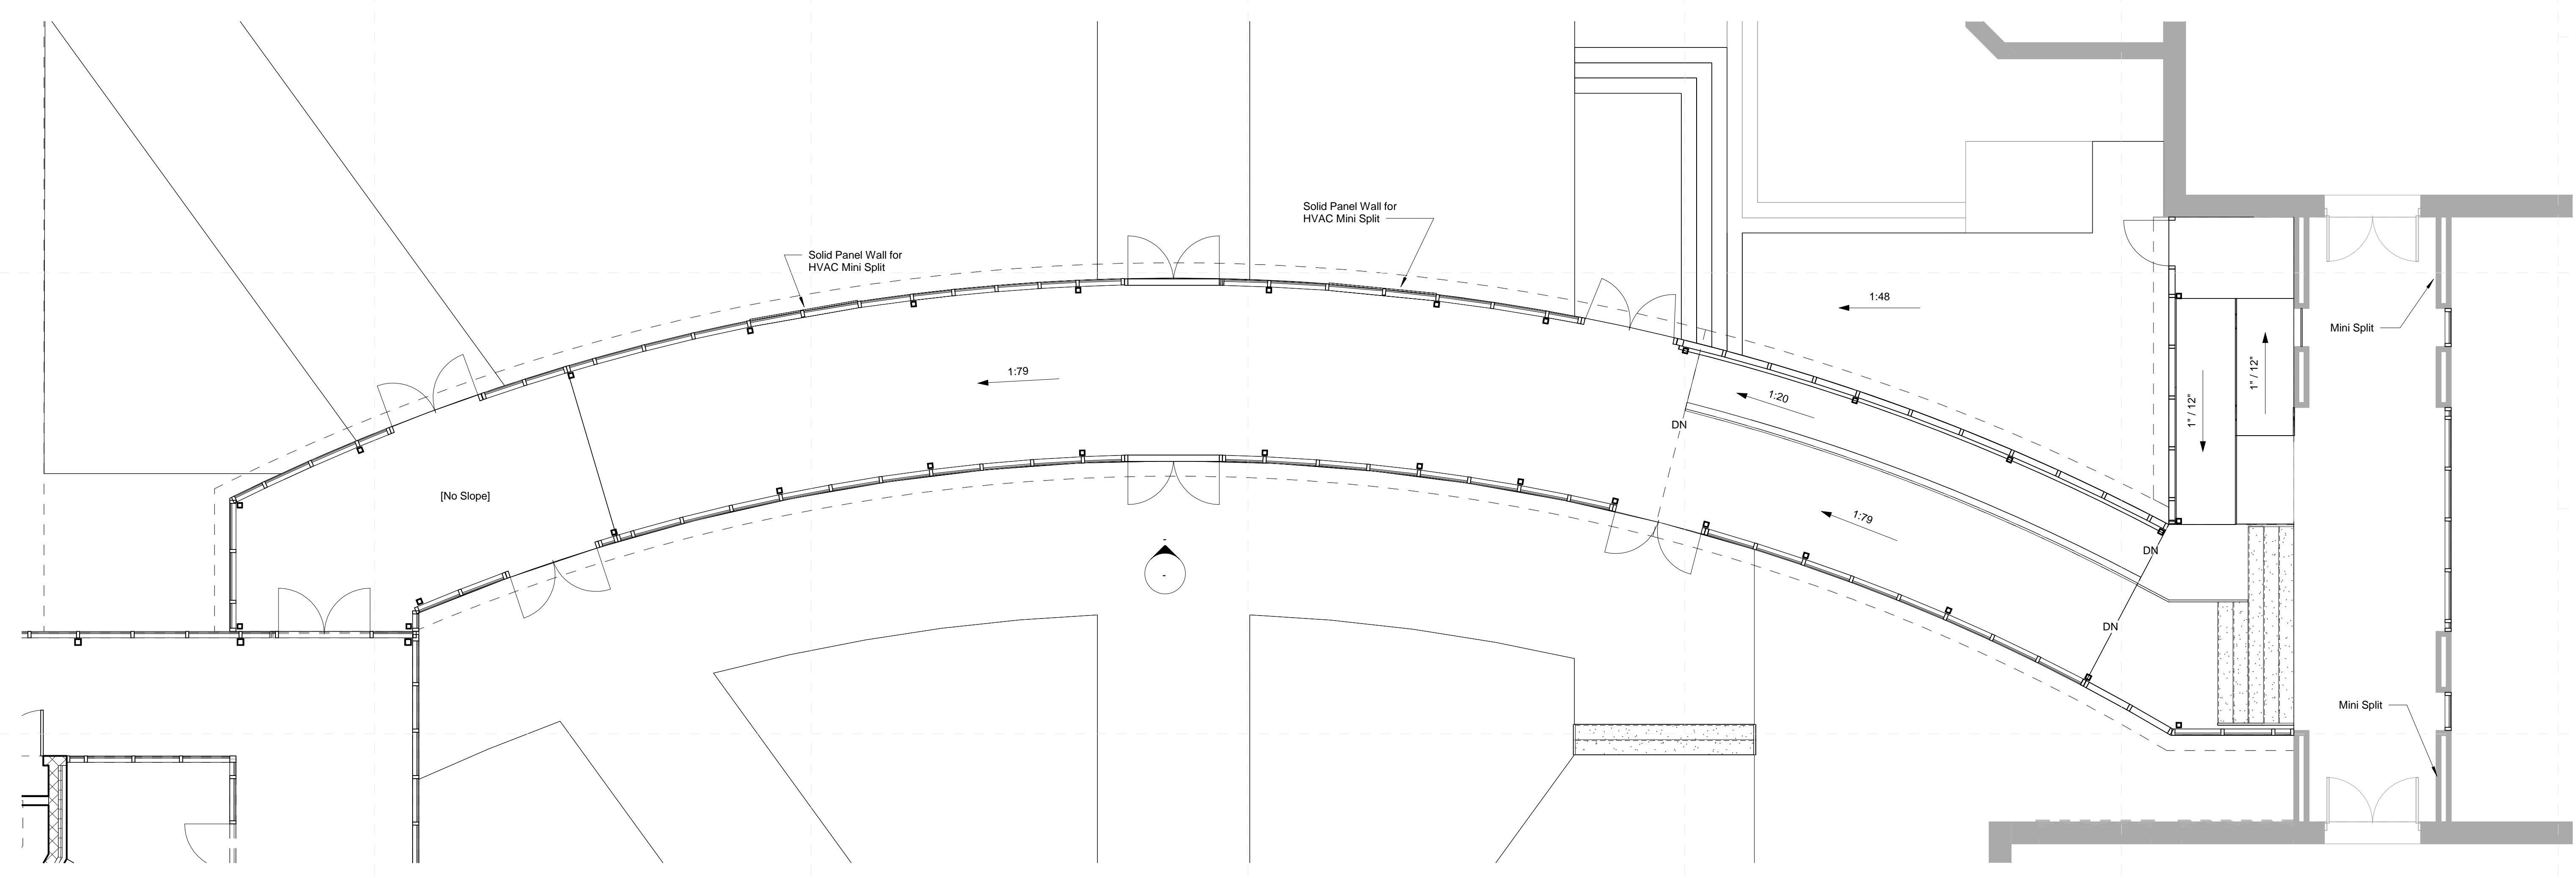 Solid Panel Wall for
HVAC Mini Split
Solid Panel Wall for
HVAC Mini Split
1:48
Mini Split
1" / 12"
1" / 12"
1:79
1:20
DN
[No Slope]
1:79
DN
DN
-
-
Mini Split